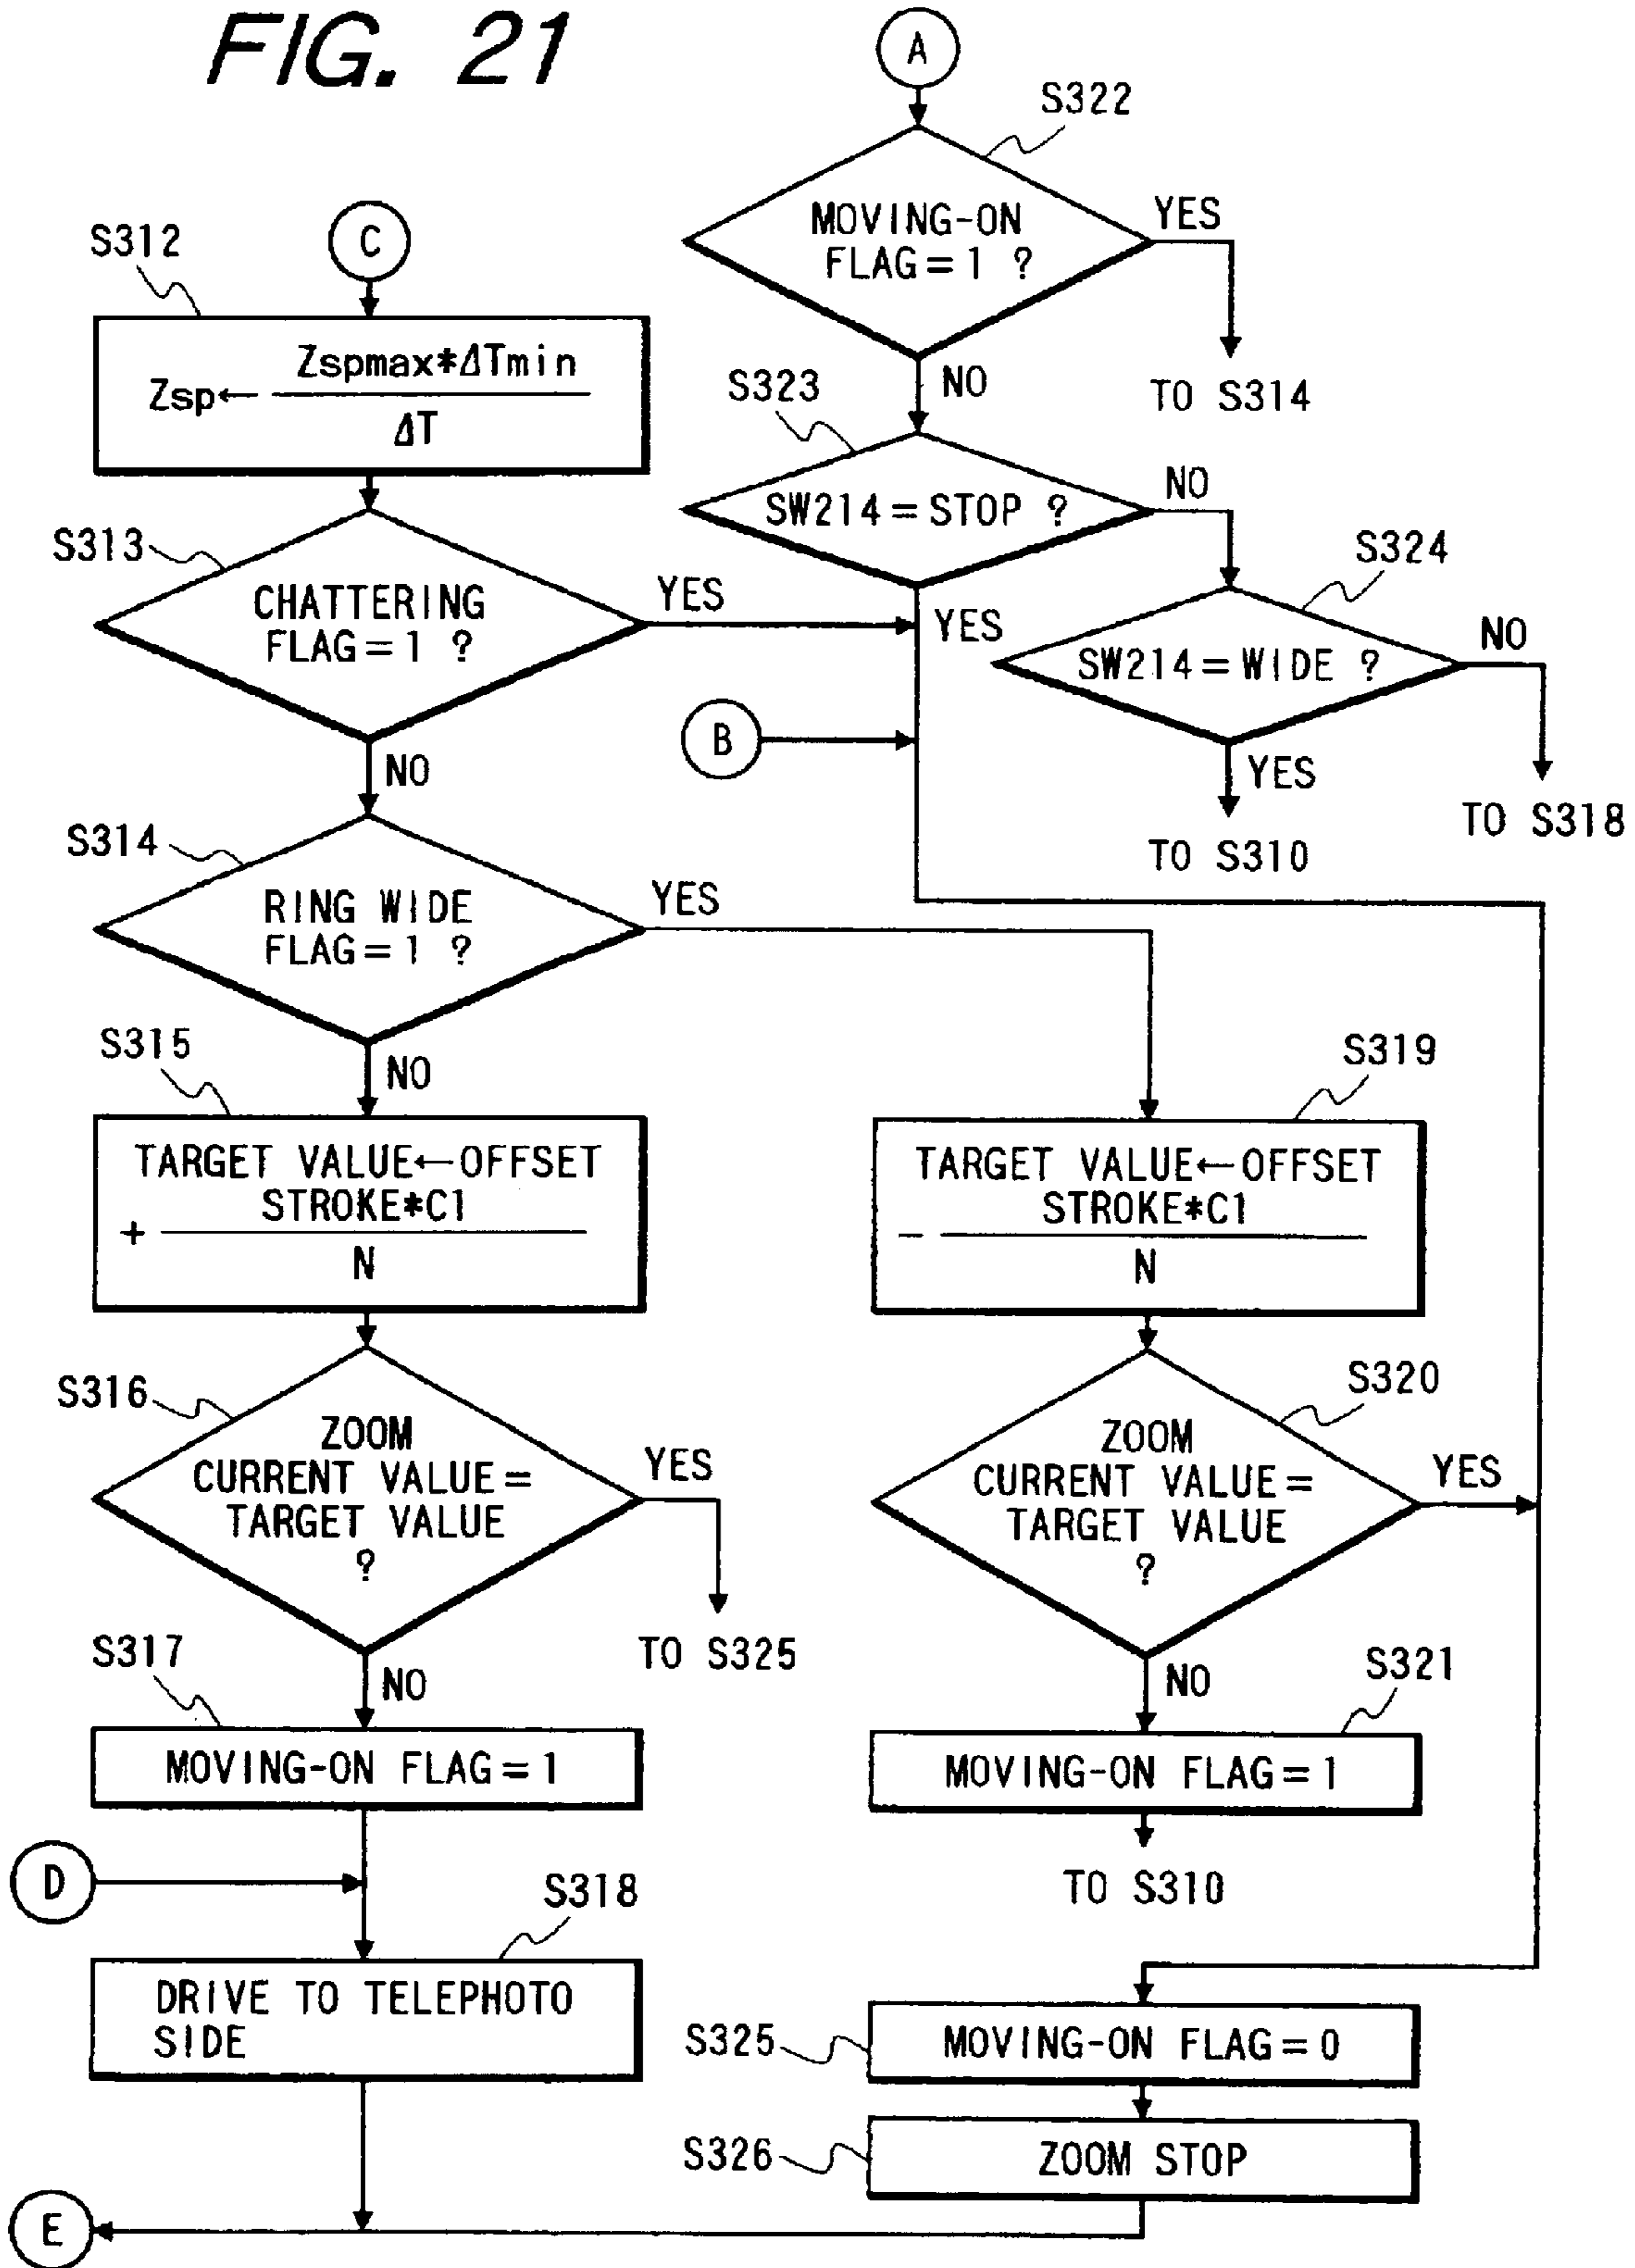 FIG. 21
A
S322
MOVING-ON
FLAG=1 ?
YES
TO S314
NO
C
S312
Zsp← Zspmax*ΔTmin
ΔT
S323
SW214=STOP ?
NO
YES
S324
SW214=WIDE ?
NO
TO S318
YES
TO S310
S313
CHATTERING
FLAG=1 ?
YES
NO
B
S314
RING WIDE
FLAG=1 ?
YES
NO
S315
TARGET VALUE←OFFSET
STROKE*C1
+
N
S319
TARGET VALUE←OFFSET
STROKE*C1
−
N
S316
ZOOM
CURRENT VALUE=
TARGET VALUE
?
YES
TO S325
NO
S320
ZOOM
CURRENT VALUE=
TARGET VALUE
?
YES
NO
S317
MOVING-ON FLAG=1
S321
MOVING-ON FLAG=1
TO S310
D
S318
DRIVE TO TELEPHOTO
SIDE
S325
MOVING-ON FLAG=0
S326
ZOOM STOP
E